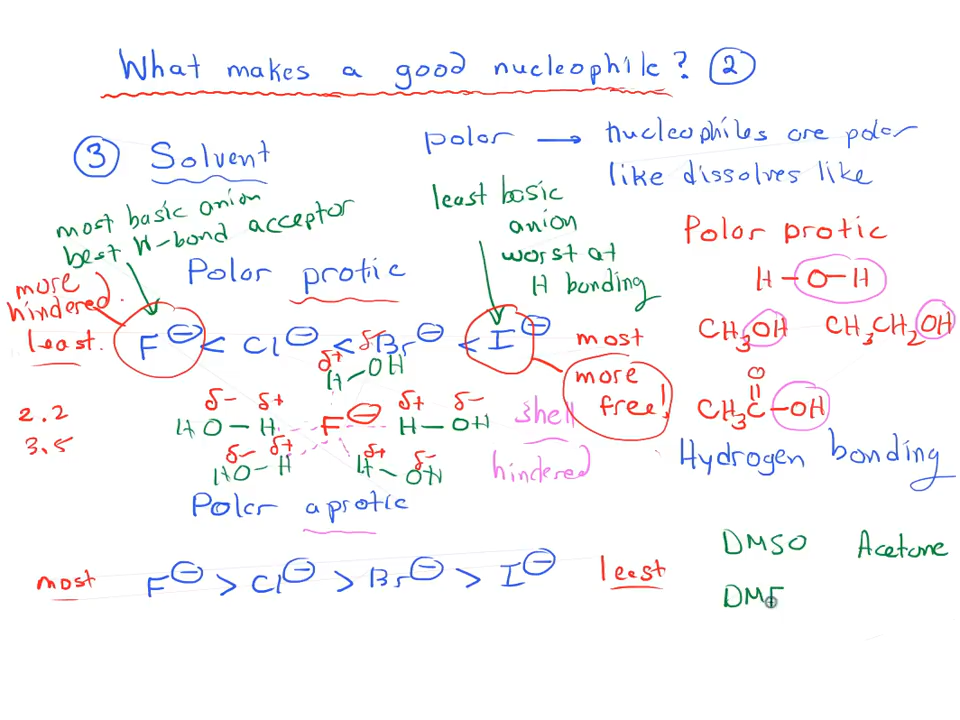 What makes a good nucleophile? ②
③ Solvent
polar → nucleophiles are polar
like dissolves like
most basic anion
best H-bond acceptor
least basic
anion
worst at
H bonding
Polar protic
more
hindered.
least.
F⊖ < Cl⊖ < Br⊖ < I⊖
most
more
free!
Polar protic
H-O-H
CH₃OH CH₃CH₂OH
O
CH₃C-OH
Hydrogen bonding
2.2
3.5
δ+ δ-
H-OH
δ- δ+
HO-H
F⊖
δ+ δ-
H-OH
δ- δ+
HO-H
δ+ δ-
H-OH
shell
hindered
Polar aprotic
most
F⊖ > Cl⊖ > Br⊖ > I⊖
least
DMSO Acetone
DMF